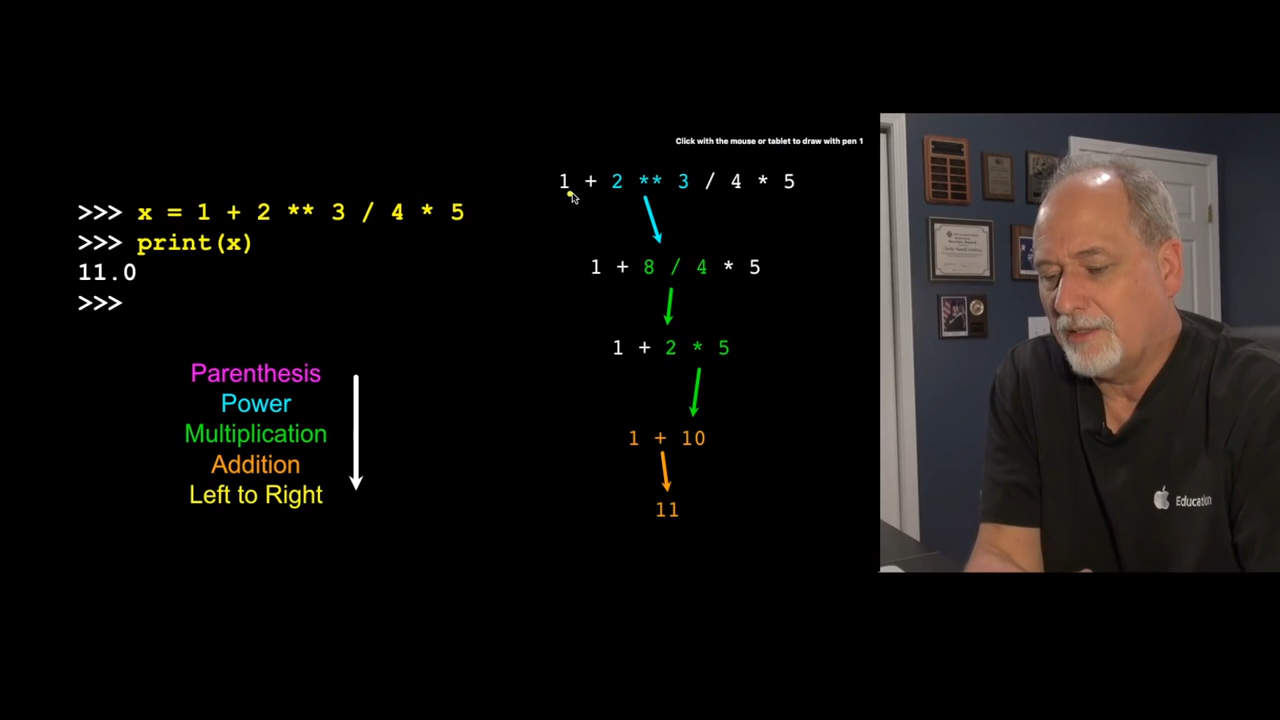 Click with the mouse or tablet to draw with pen 1
>>> x = 1 + 2 ** 3 / 4 * 5
>>> print(x)
11.0
>>>
Parenthesis
Power
Multiplication
Addition
Left to Right
1 + 2 ** 3 / 4 * 5
1 + 8 / 4 * 5
1 + 2 * 5
1 + 10
11
Education